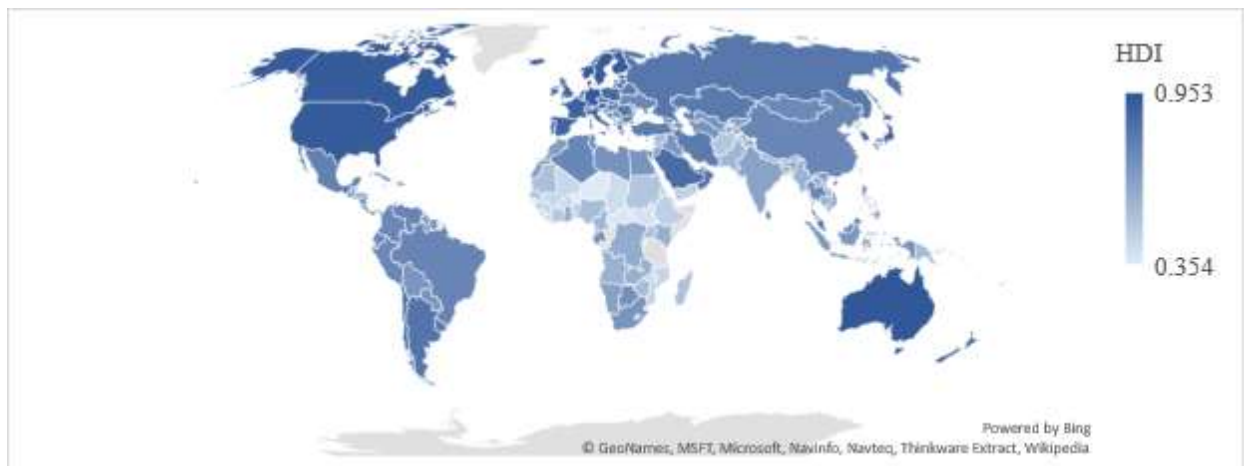 HDI
0.953
0.354
Powered by Bing
© GeoNames, MSFT, Microsoft, NavInfo, Navteq, Thinkware Extract, Wikipedia